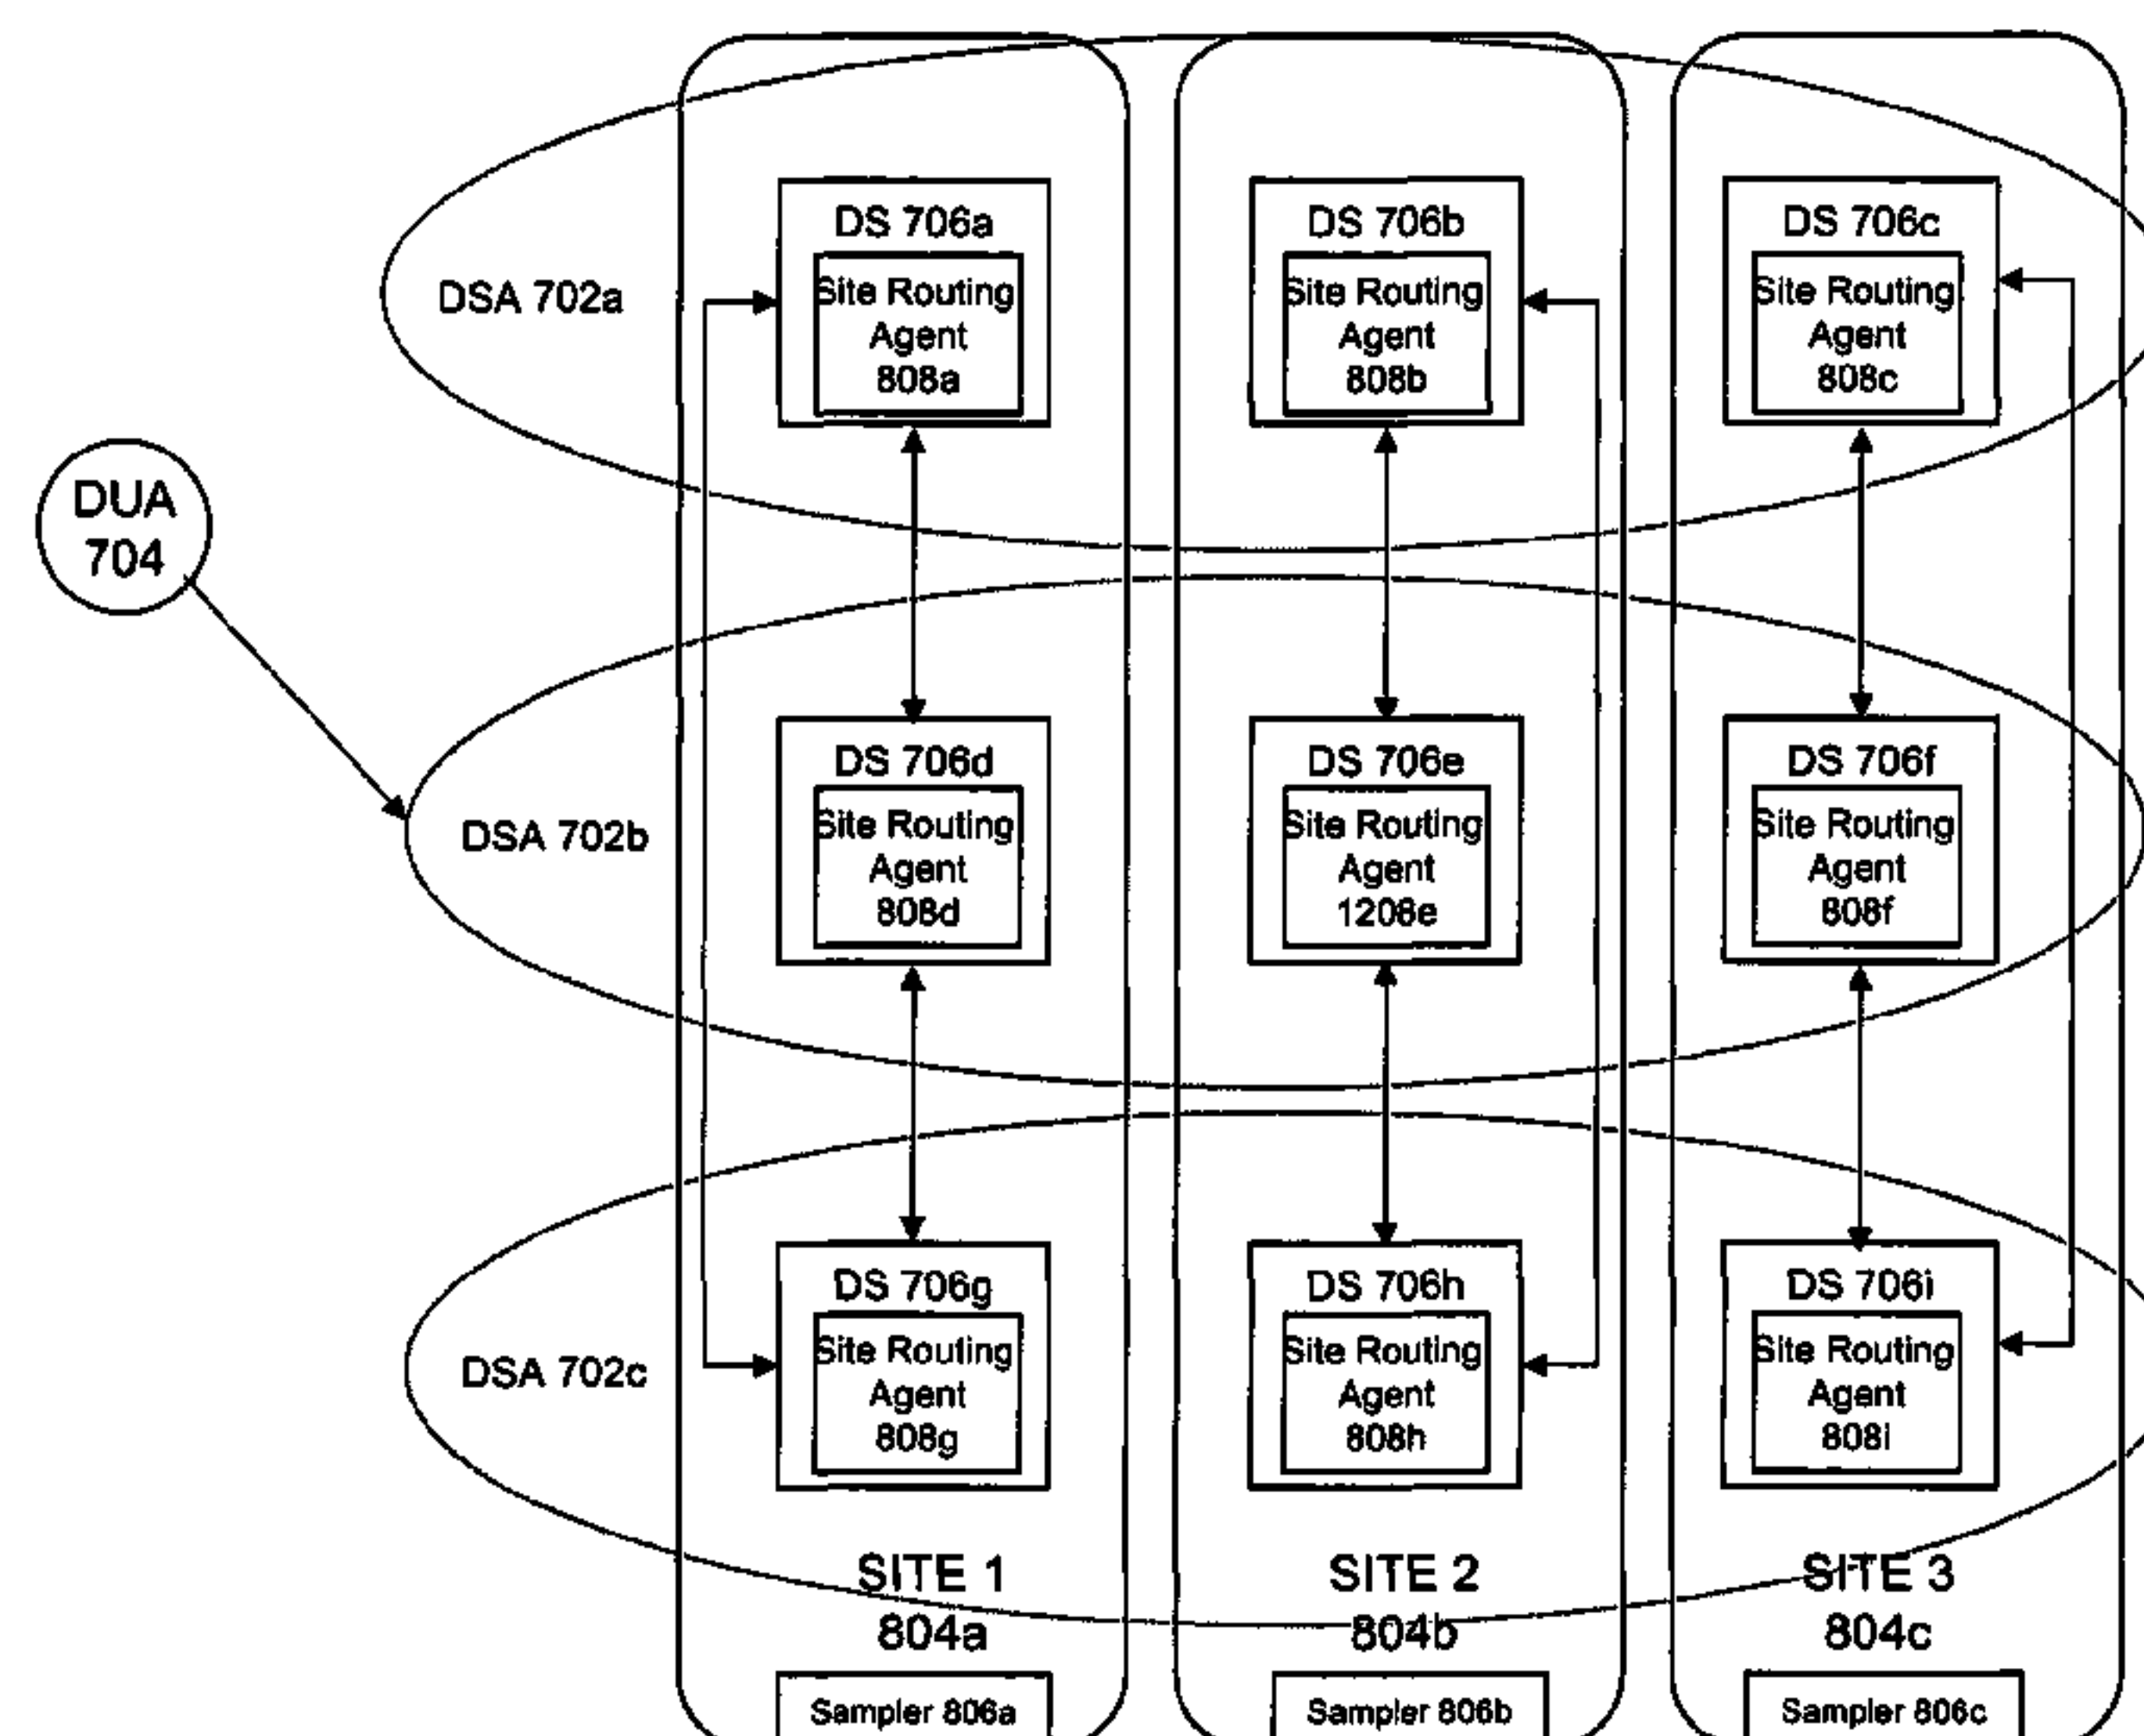 DS 706a
DS 706b
DS 706c
Site Routing
Agent
808a
Site Routing
Agent
808b
Site Routing
Agent
808c
DSA 702a
DUA
704
DS 706d
DS 706e
DS 706f
Site Routing
Agent
808d
Site Routing
Agent
1208e
Site Routing
Agent
808f
DSA 702b
DS 706g
DS 706h
DS 706i
Site Routing
Agent
808g
Site Routing
Agent
808h
Site Routing
Agent
808i
DSA 702c
SITE 1
804a
SITE 2
804b
SITE 3
804c
Sampler 806a
Sampler 806b
Sampler 806c